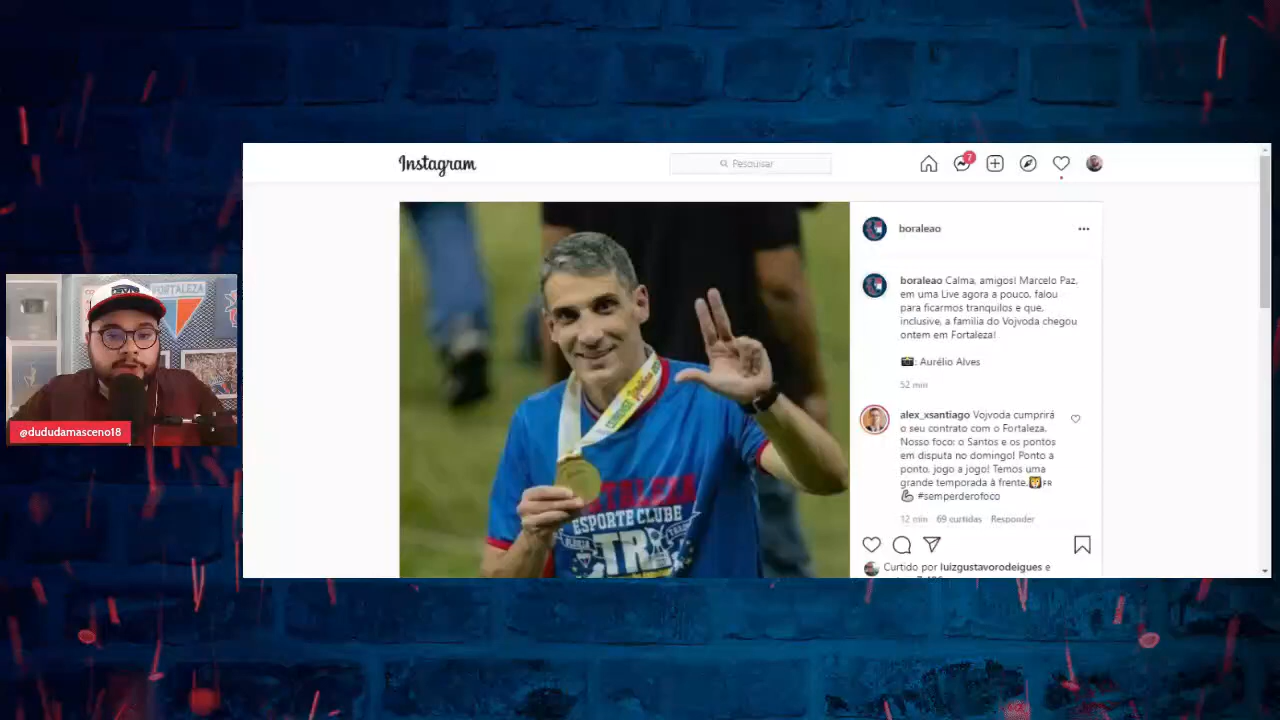 Instagram
Pesquisar
7
boraleao
boraleao Calma, amigos! Marcelo Paz,
em uma Live agora a pouco, falou
para ficarmos tranquilos e que,
inclusive, a familia do Vojvoda chegou
ontem em Fortaleza!
📸: Aurélio Alves
52 min
alex_xsantiago Vojvoda cumprirá
o seu contrato com o Fortaleza.
Nosso foco: o Santos e os pontos
em disputa no domingo! Ponto a
ponto, jogo a jogo! Temos uma
grande temporada à frente.🦁FR
💪 #semperderofoco
12 min 69 curtidas Responder
Curtido por luizgustavorodeigues e
ESPORTE CLUBE
TRI
FORTALEZA
@dududamasceno18